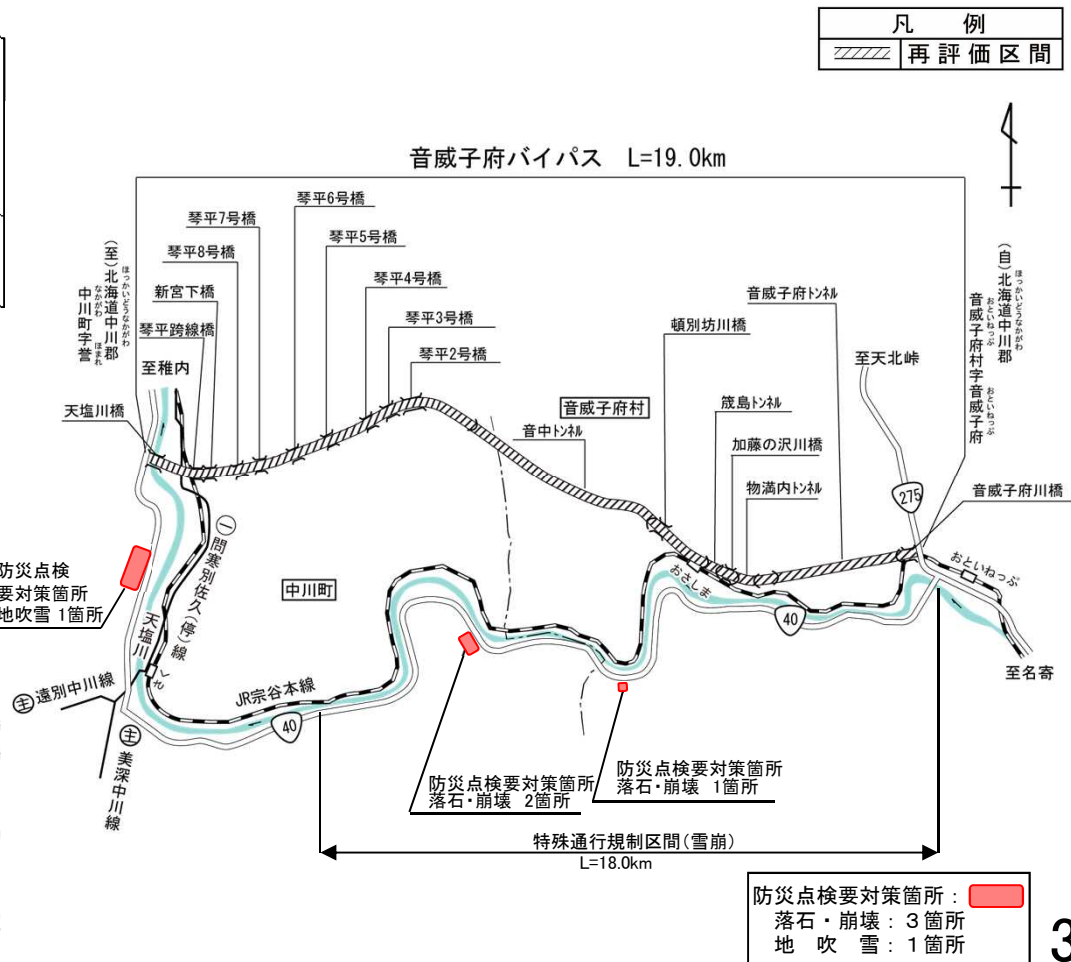 凡 例
再評価区間
音威子府バイパス L=19.0km
琴平6号橋
琴平7号橋
琴平5号橋
琴平8号橋
琴平4号橋
新宮下橋
琴平3号橋
琴平跨線橋
琴平2号橋
天塩川橋
至稚内
(至)北海道中川郡
ほっかいどうなかがわ
中川町字誉
なかがわ ほまれ
音威子府トンネル
頓別坊川橋
音威子府村
音中トンネル
筬島トンネル
加藤の沢川橋
物満内トンネル
至天北峠
(自)北海道中川郡
ほっかいどうなかがわ
音威子府村字音威子府
おといねっぷ おといねっぷ
275
音威子府川橋
おといねっぷ
おさしま
40
至名寄
防災点検
要対策箇所
地吹雪 1箇所
一 問寒別佐久(停)線
天塩川
中川町
さく
主 遠別中川線
主 美深中川線
JR宗谷本線
40
防災点検要対策箇所
落石・崩壊 2箇所
防災点検要対策箇所
落石・崩壊 1箇所
特殊通行規制区間(雪崩)
L=18.0km
防災点検要対策箇所：
落石・崩壊：3箇所
地 吹 雪：1箇所
3